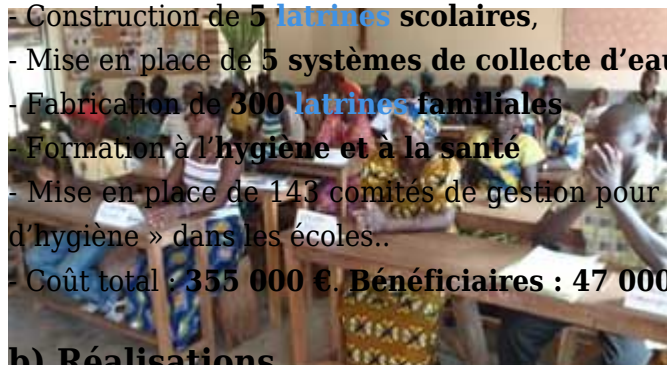 - Construction de 5 latrines scolaires,
- Mise en place de 5 systèmes de collecte d’eau
- Fabrication de 300 latrines familiales
- Formation à l’hygiène et à la santé
- Mise en place de 143 comités de gestion pour
d’hygiène » dans les écoles..
- Coût total : 355 000 €. Bénéficiaires : 47 000
b) Réalisations